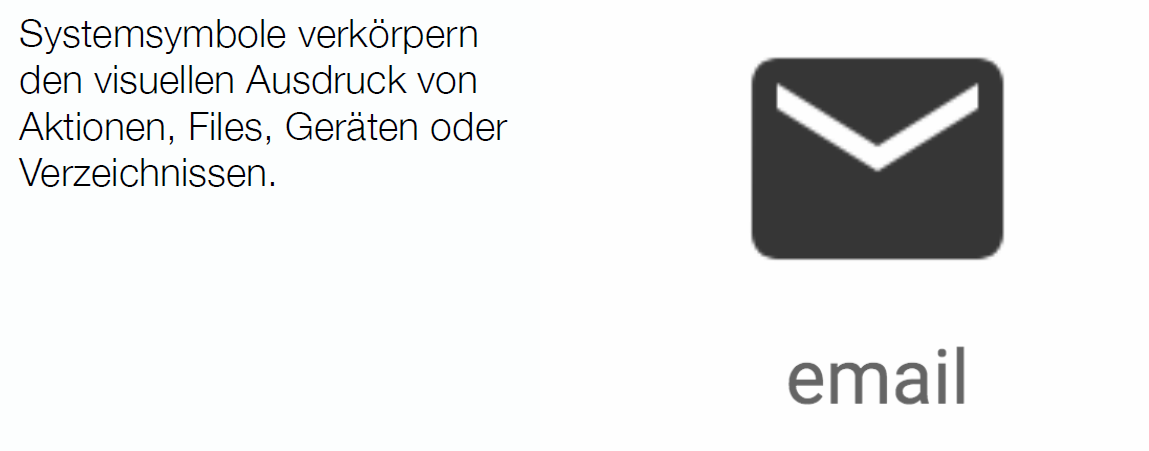 Systemsymbole verkörpern
den visuellen Ausdruck von
Aktionen, Files, Geräten oder
Verzeichnissen.
email